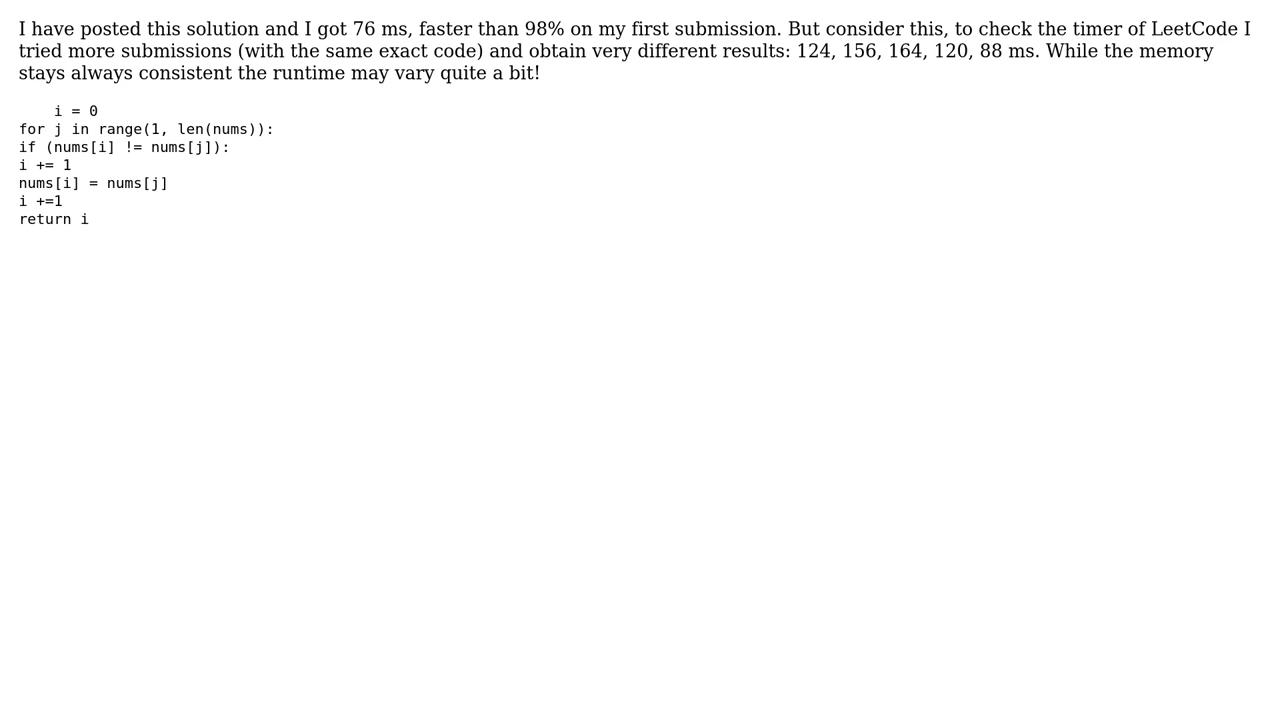 I have posted this solution and I got 76 ms, faster than 98% on my first submission. But consider this, to check the timer of LeetCode I
tried more submissions (with the same exact code) and obtain very different results: 124, 156, 164, 120, 88 ms. While the memory
stays always consistent the runtime may vary quite a bit!
    i = 0
for j in range(1, len(nums)):
if (nums[i] != nums[j]):
i += 1
nums[i] = nums[j]
i +=1
return i